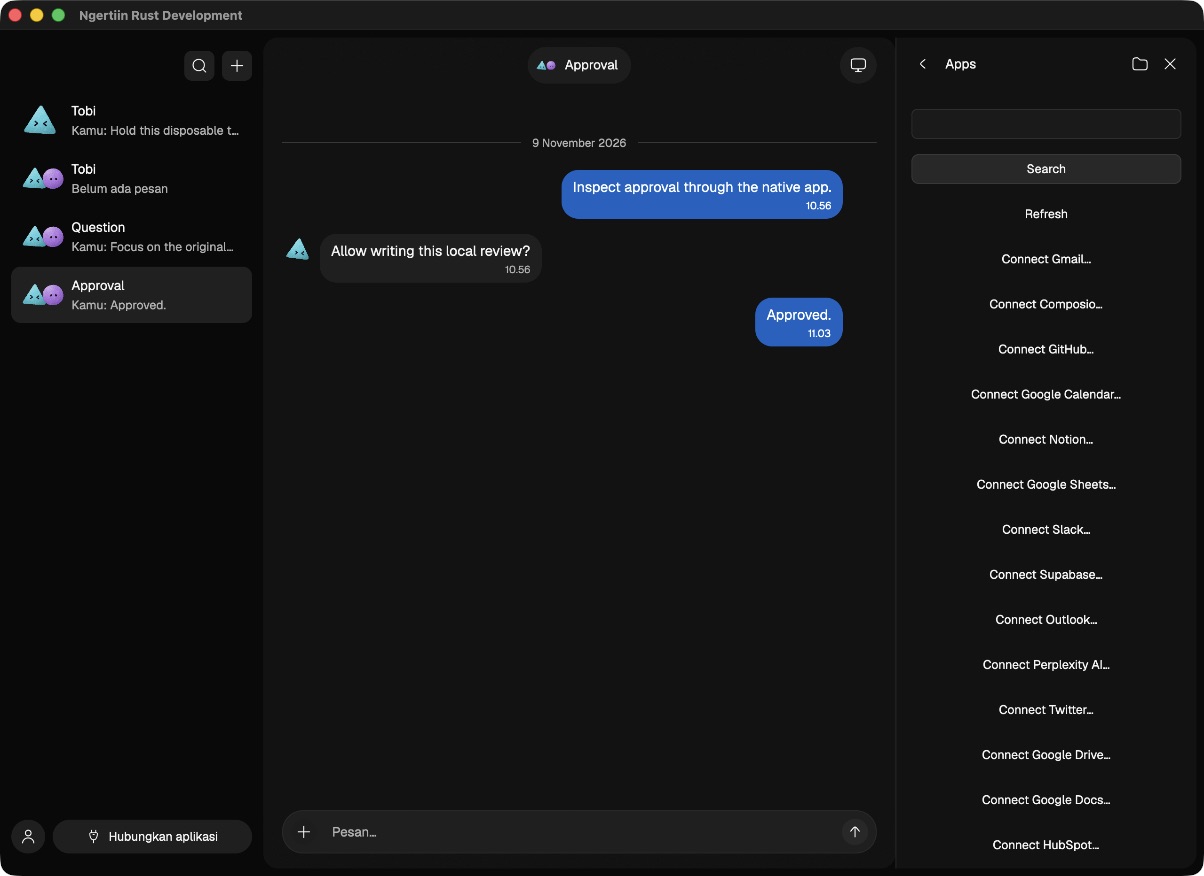 Ngertiin Rust Development
Tobi
Kamu: Hold this disposable t...
Tobi
Belum ada pesan
Question
Kamu: Focus on the original...
Approval
Kamu: Approved.
Hubungkan aplikasi
Approval
9 November 2026
Inspect approval through the native app.
10.56
Allow writing this local review?
10.56
Approved.
11.03
Pesan...
Apps
Search
Refresh
Connect Gmail...
Connect Composio...
Connect GitHub...
Connect Google Calendar...
Connect Notion...
Connect Google Sheets...
Connect Slack...
Connect Supabase...
Connect Outlook...
Connect Perplexity AI...
Connect Twitter...
Connect Google Drive...
Connect Google Docs...
Connect HubSpot...